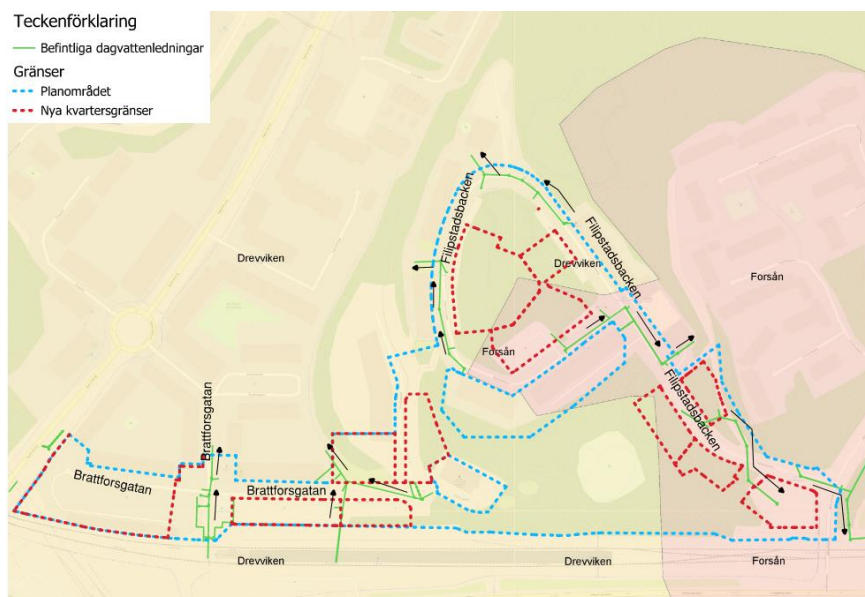 Teckenförklaring
Befintliga dagvattenledningar
Gränser
Planområdet
Nya kvartersgränser
Filipstadsbacken
Filipstadsbacken
Drevviken
Drevviken
Forsån
Forsån
Filipstadsbacken
Brattforsgatan
Brattforsgatan
Brattforsgatan
Drevviken
Drevviken
Forsån